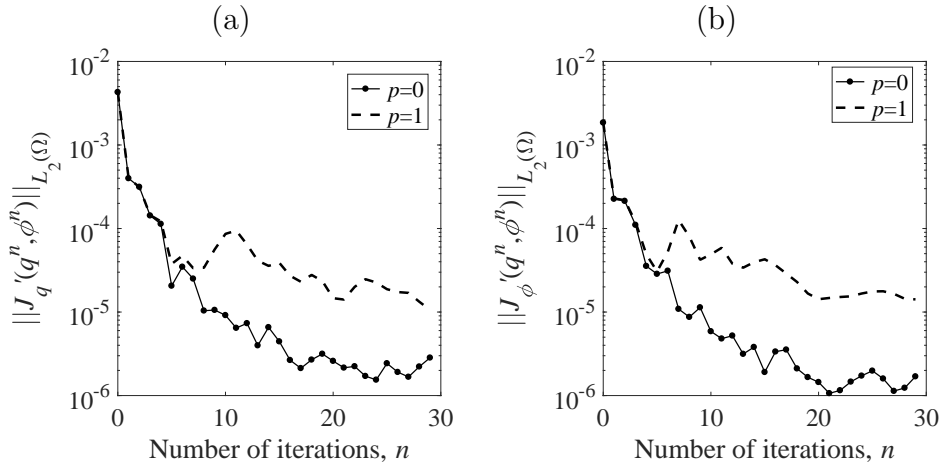 (a)
10^-2
10^-3
10^-4
10^-5
10^-6
||J_q'(q^n,ϕ^n)||_{L_2(Ω)}
p=0
p=1
0 10 20 30
Number of iterations, n
(b)
10^-2
10^-3
10^-4
10^-5
10^-6
||J_ϕ'(q^n,ϕ^n)||_{L_2(Ω)}
p=0
p=1
0 10 20 30
Number of iterations, n